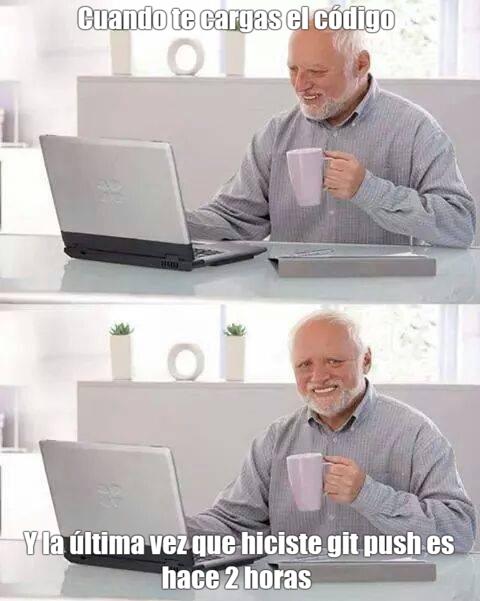 Cuando te cargas el código
Y la última vez que hiciste git push es
hace 2 horas